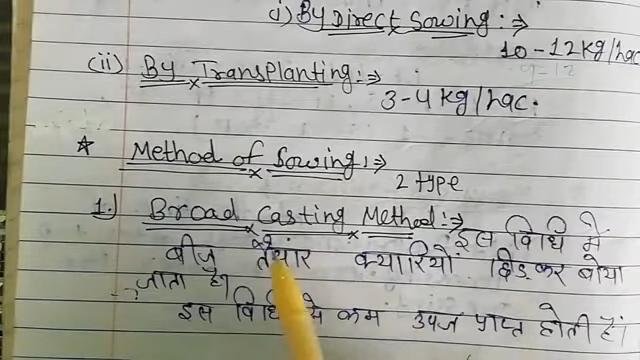 i) By Direct Sowing :⇒
10 - 12 kg/hac
(ii) By Transplanting :⇒
3-4 kg/hac.
* Method of Sowing :⇒
2 type
1.) Broad Casting Method :⇒ इस विधि में
बीज तैयार क्यारियों छिड़कर बोया
जाता है।
इस विधि से कम उपज प्राप्त होती है।